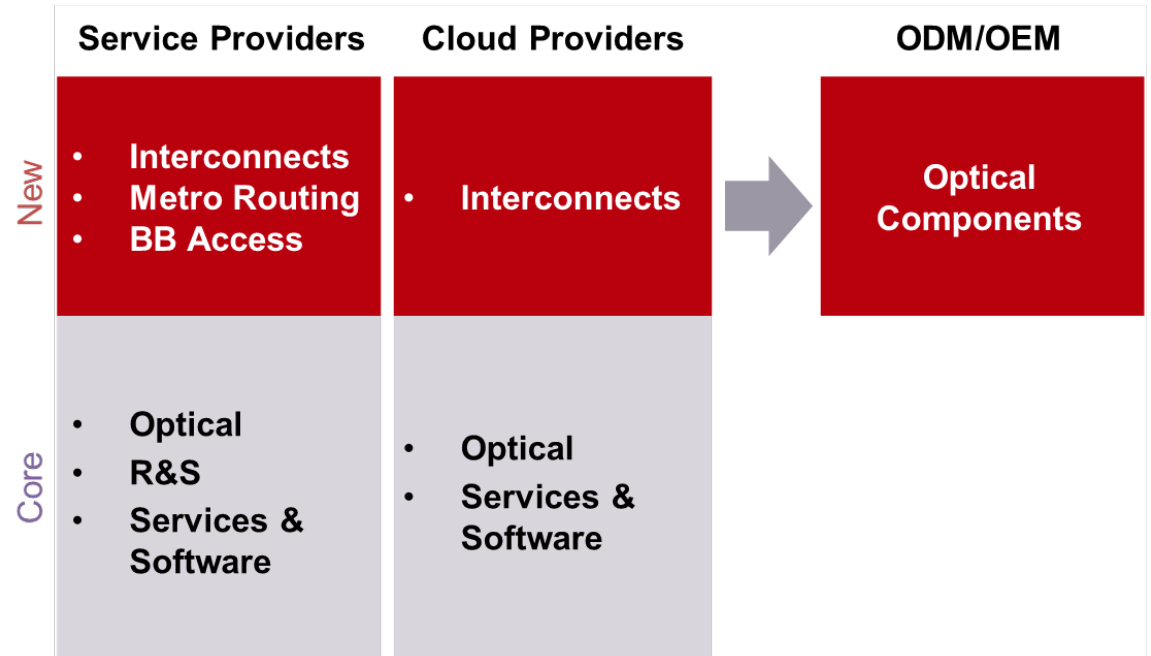 Service Providers
Cloud Providers
ODM/OEM
New
• Interconnects
• Metro Routing
• BB Access
• Interconnects
Optical
Components
Core
• Optical
• R&S
• Services &
Software
• Optical
• Services &
Software